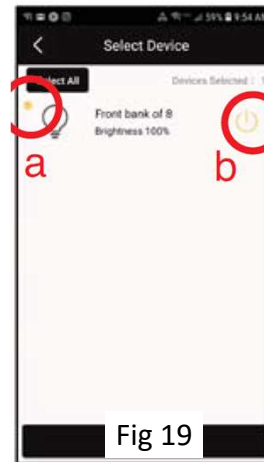 59% 9:54 AM
Select Device
Select All
Devices Selected :
Front bank of 8
Brightness 100%
a
b
Fig 19